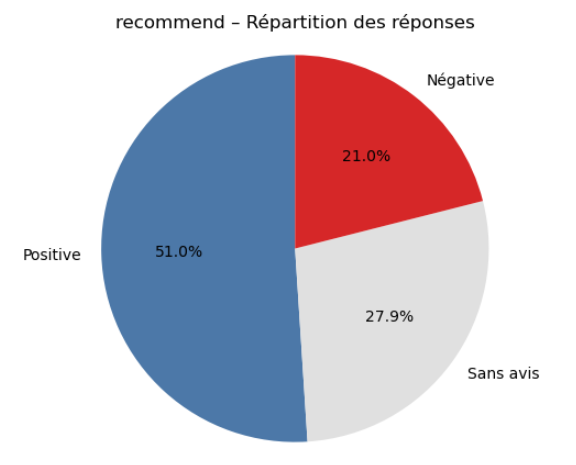 recommend – Répartition des réponses
Négative
21.0%
Positive
51.0%
27.9%
Sans avis